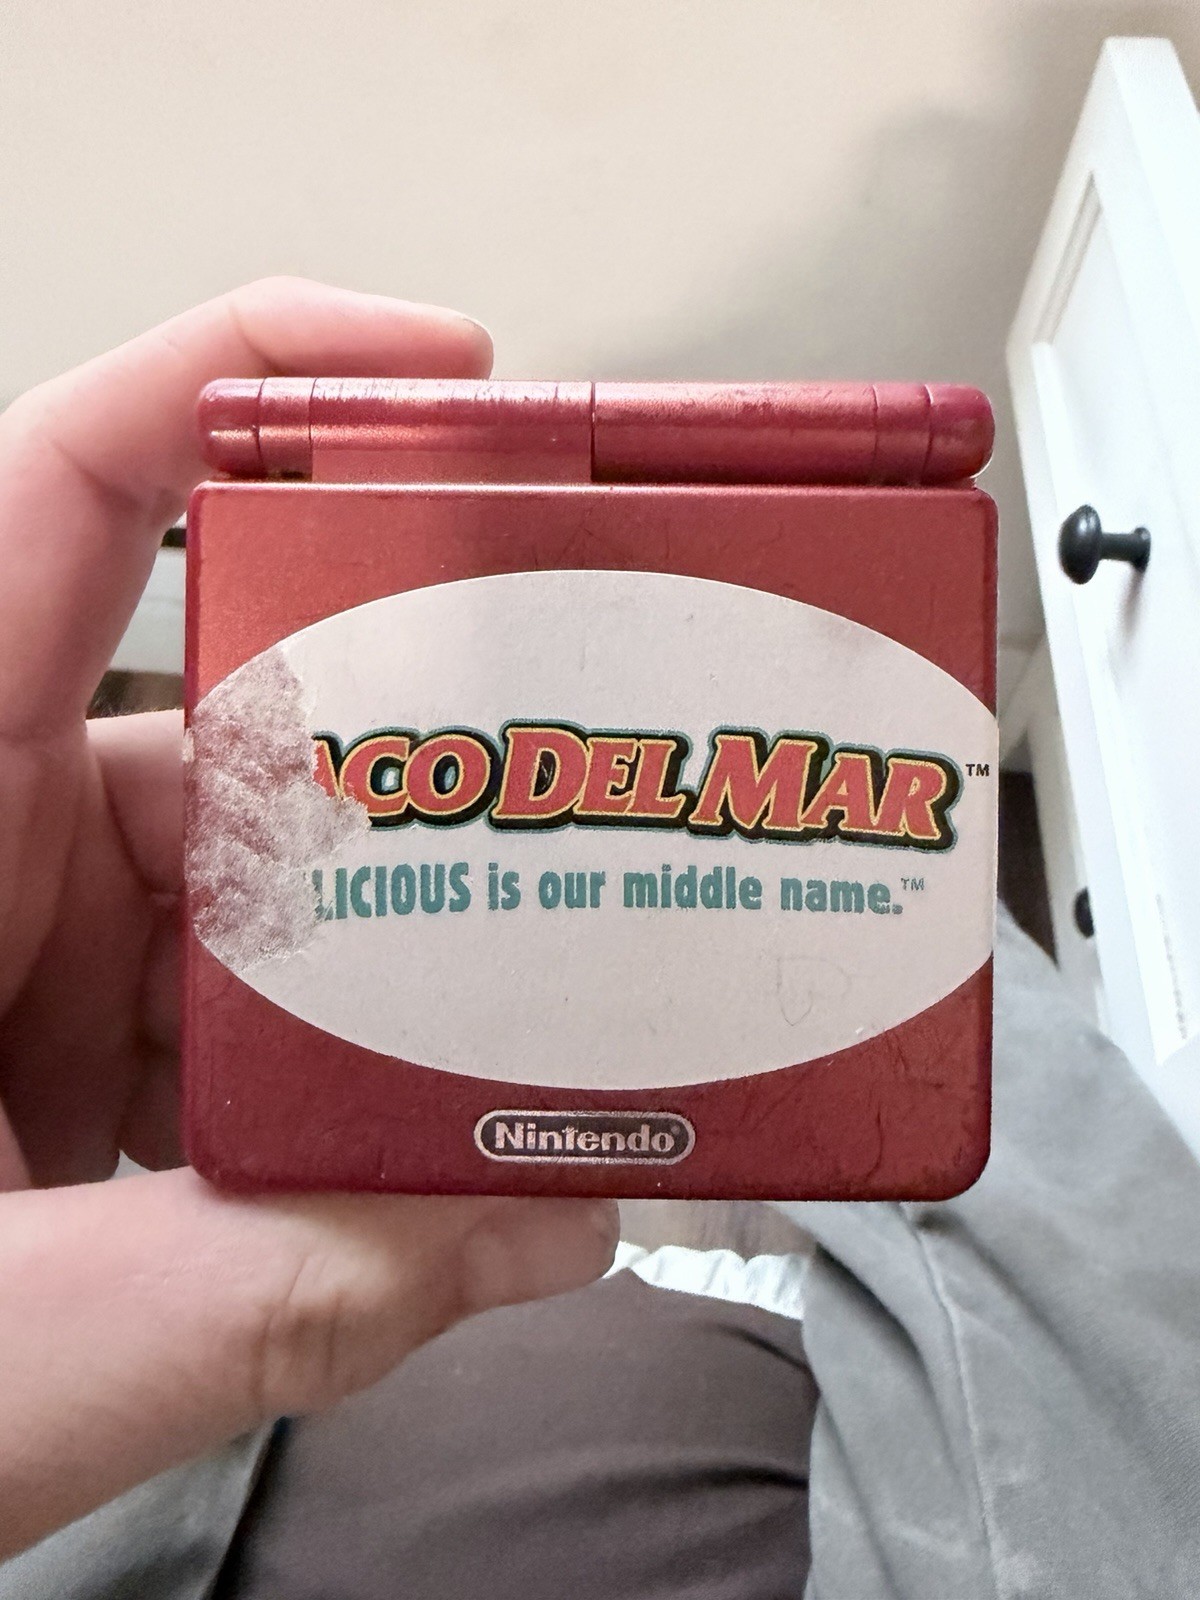 ACO DEL MAR™
LICIOUS is our middle name.™
Nintendo®